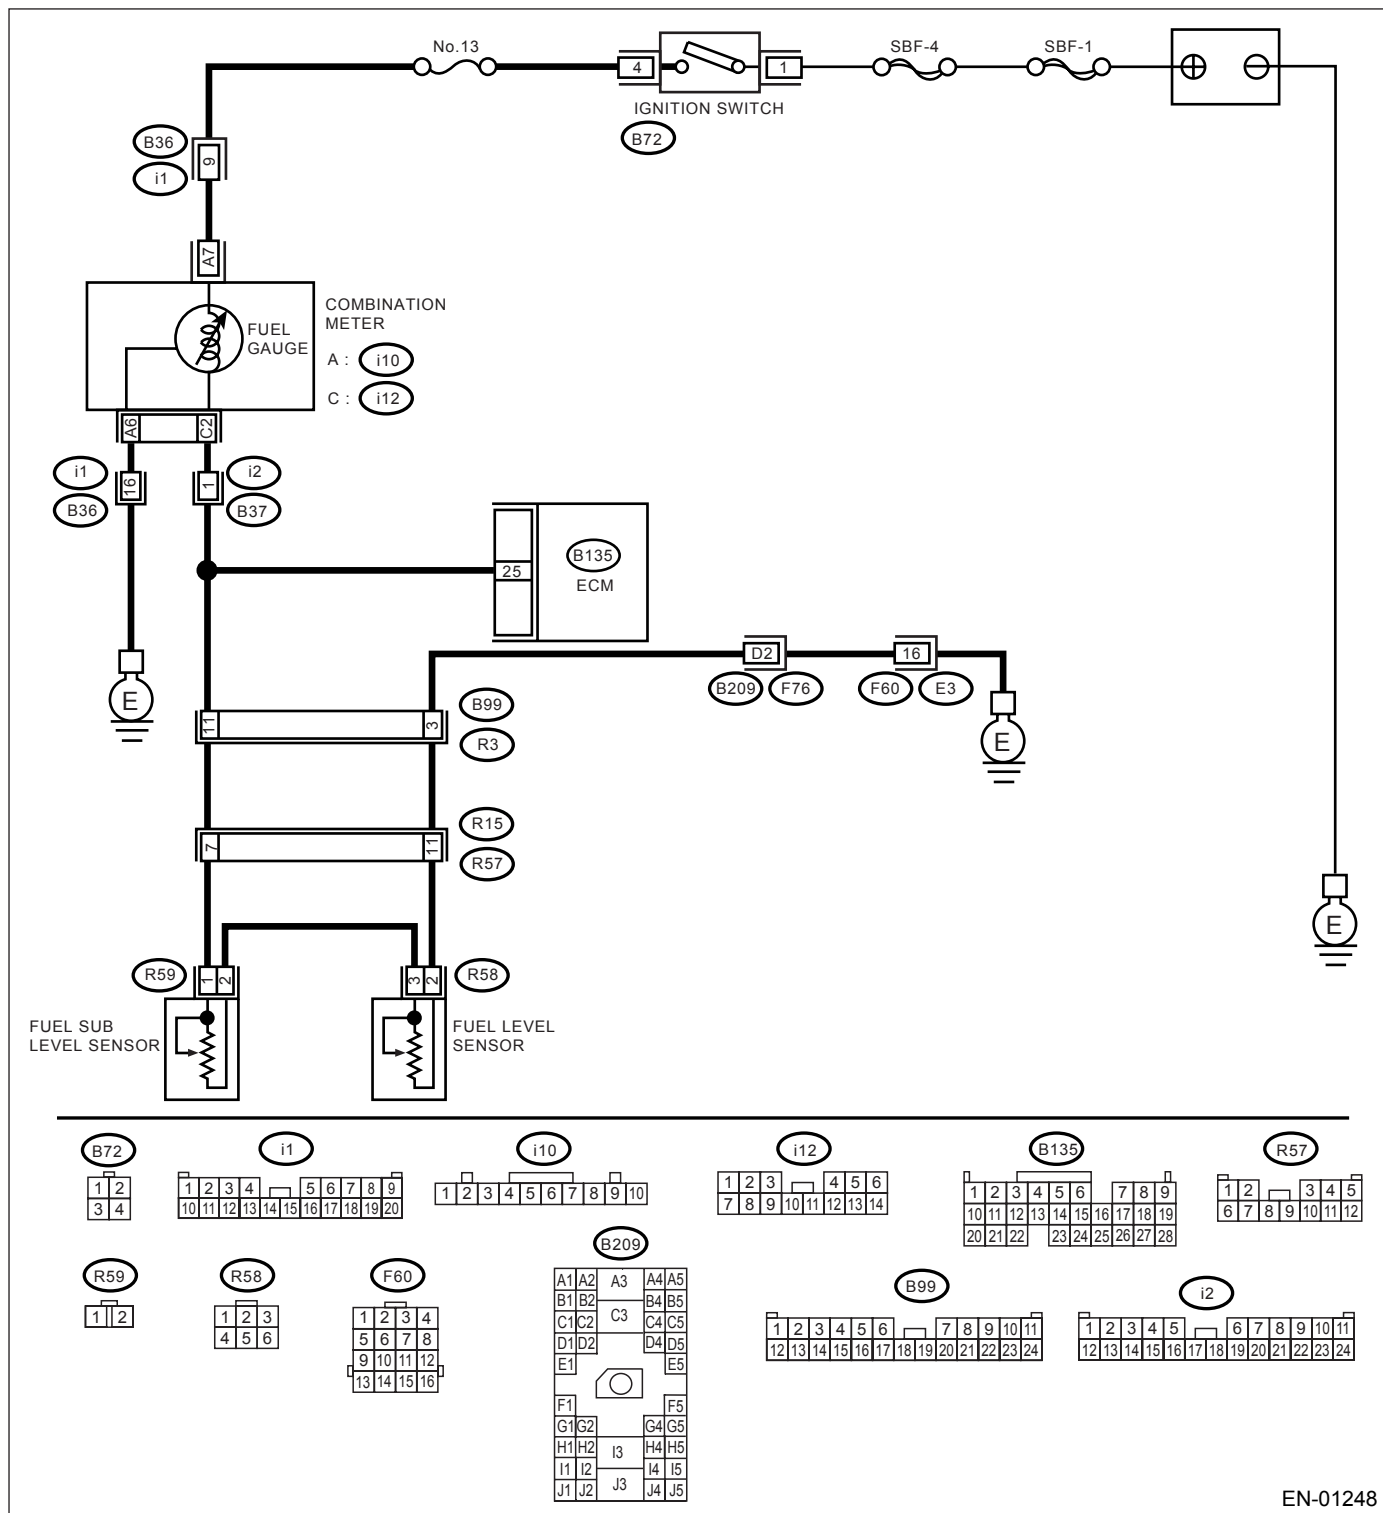 No.13
4
1
SBF-4
SBF-1
IGNITION SWITCH
B72
B36
i1
9
A7
COMBINATION
METER
FUEL
GAUGE
A : i10
C : i12
A6
C2
i1
B36
16
1
i2
B37
25
B135
ECM
E
D2
B209
F76
16
F60
E3
E
11
3
B99
R3
7
11
R15
R57
E
R59
1
2
3
2
R58
FUEL SUB
LEVEL SENSOR
FUEL LEVEL
SENSOR
B72
1 2
3 4
i1
1 2 3 4 5 6 7 8 9
10 11 12 13 14 15 16 17 18 19 20
i10
1 2 3 4 5 6 7 8 9 10
i12
1 2 3 4 5 6
7 8 9 10 11 12 13 14
B135
1 2 3 4 5 6 7 8 9
10 11 12 13 14 15 16 17 18 19
20 21 22 23 24 25 26 27 28
R57
1 2 3 4 5
6 7 8 9 10 11 12
R59
1 2
R58
1 2 3
4 5 6
F60
1 2 3 4
5 6 7 8
9 10 11 12
13 14 15 16
B209
A1 A2 A3 A4 A5
B1 B2 B4 B5
C1 C2 C3 C4 C5
D1 D2 D4 D5
E1 E5
F1 F5
G1 G2 G4 G5
H1 H2 I3 H4 H5
I1 I2 I4 I5
J1 J2 J3 J4 J5
B99
1 2 3 4 5 6 7 8 9 10 11
12 13 14 15 16 17 18 19 20 21 22 23 24
i2
1 2 3 4 5 6 7 8 9 10 11
12 13 14 15 16 17 18 19 20 21 22 23 24
EN-01248